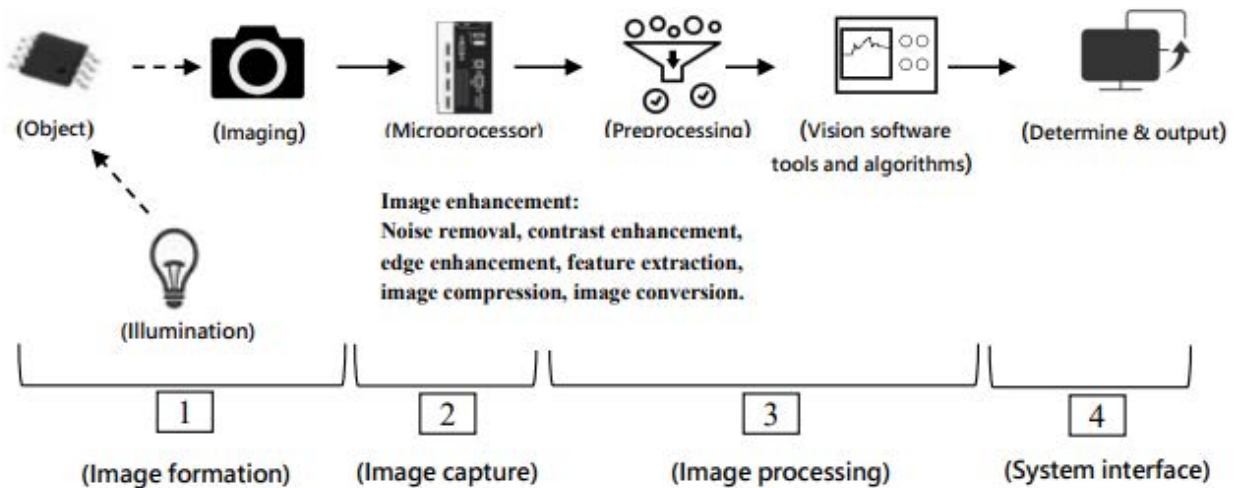 (Object)
(Imaging)
(Microprocessor)
(Preprocessing)
(Vision software
tools and algorithms)
(Determine & output)
Image enhancement:
Noise removal, contrast enhancement,
edge enhancement, feature extraction,
image compression, image conversion.
(Illumination)
1
2
3
4
(Image formation)
(Image capture)
(Image processing)
(System interface)